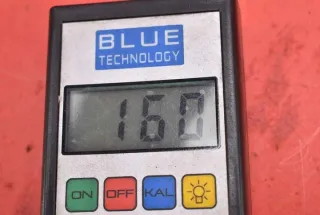 BLUE
TECHNOLOGY
160
ON OFF KAL